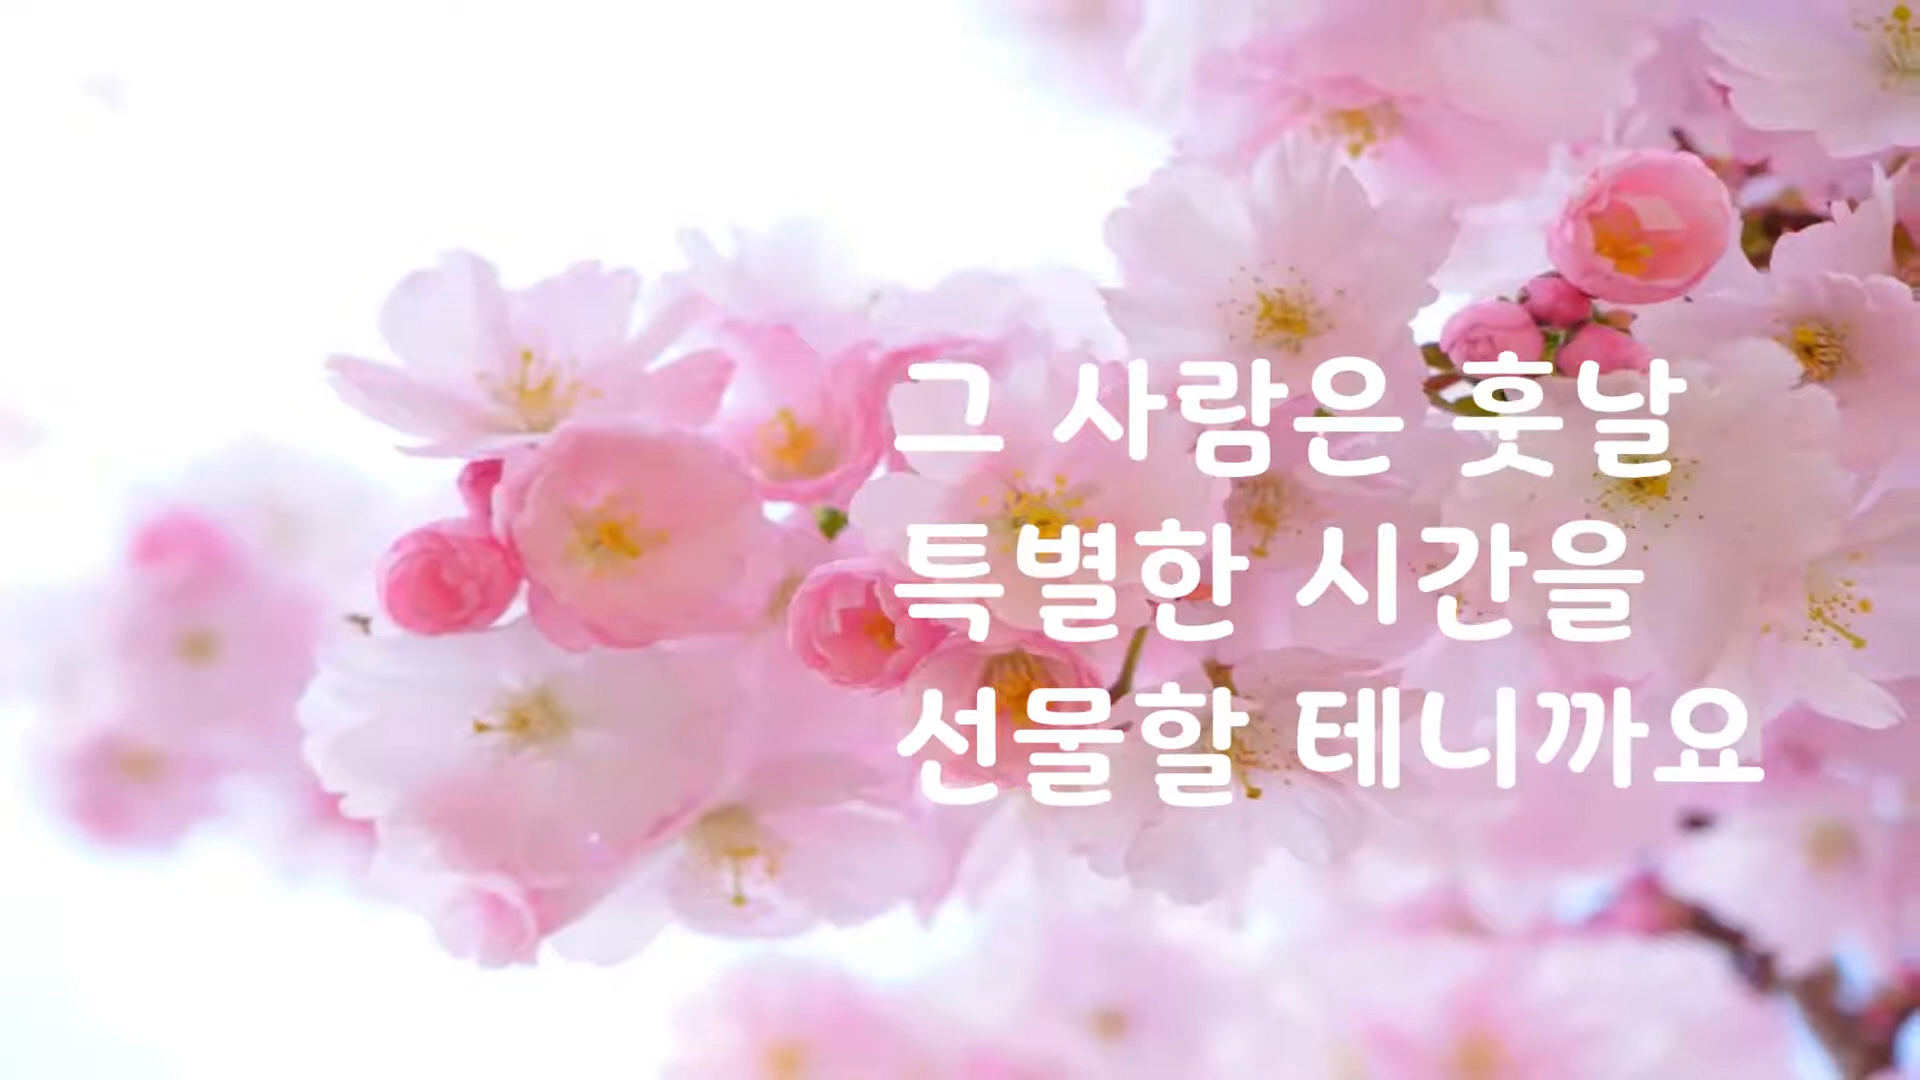 그 사람은 훗날
특별한 시간을
선물할 테니까요